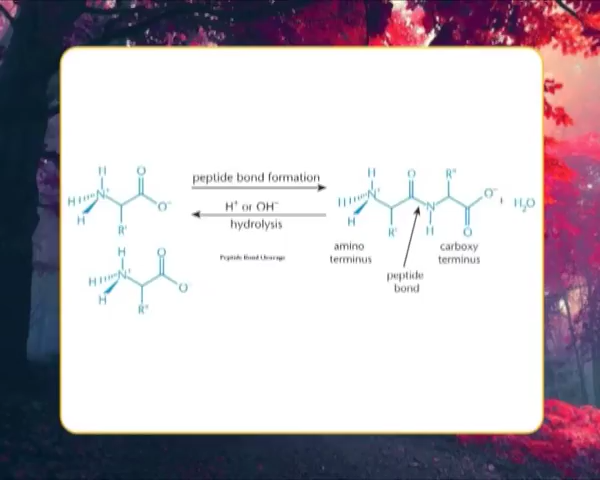 H O
H N⁺ O⁻
H R'
H O
H N⁺ O
H R''
peptide bond formation
H⁺ or OH⁻
hydrolysis
Peptide Bond Cleavage
H O R''
H N⁺ N O⁻ + H₂O
H R' H O
amino
terminus
carboxy
terminus
peptide
bond